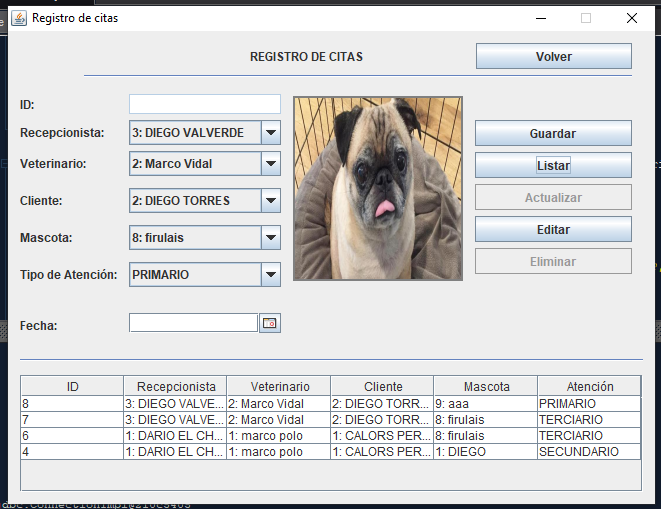 Registro de citas
REGISTRO DE CITAS
Volver
ID:
Recepcionista: 3: DIEGO VALVERDE
Veterinario: 2: Marco Vidal
Cliente: 2: DIEGO TORRES
Mascota: 8: firulais
Tipo de Atención: PRIMARIO
Fecha:
Guardar
Listar
Actualizar
Editar
Eliminar
ID Recepcionista Veterinario Cliente Mascota Atención
8 3: DIEGO VALVE... 2: Marco Vidal 2: DIEGO TORR... 9: aaa PRIMARIO
7 3: DIEGO VALVE... 2: Marco Vidal 2: DIEGO TORR... 8: firulais TERCIARIO
6 1: DARIO EL CH... 1: marco polo 1: CALORS PER... 8: firulais TERCIARIO
4 1: DARIO EL CH... 1: marco polo 1: CALORS PER... 1: DIEGO SECUNDARIO